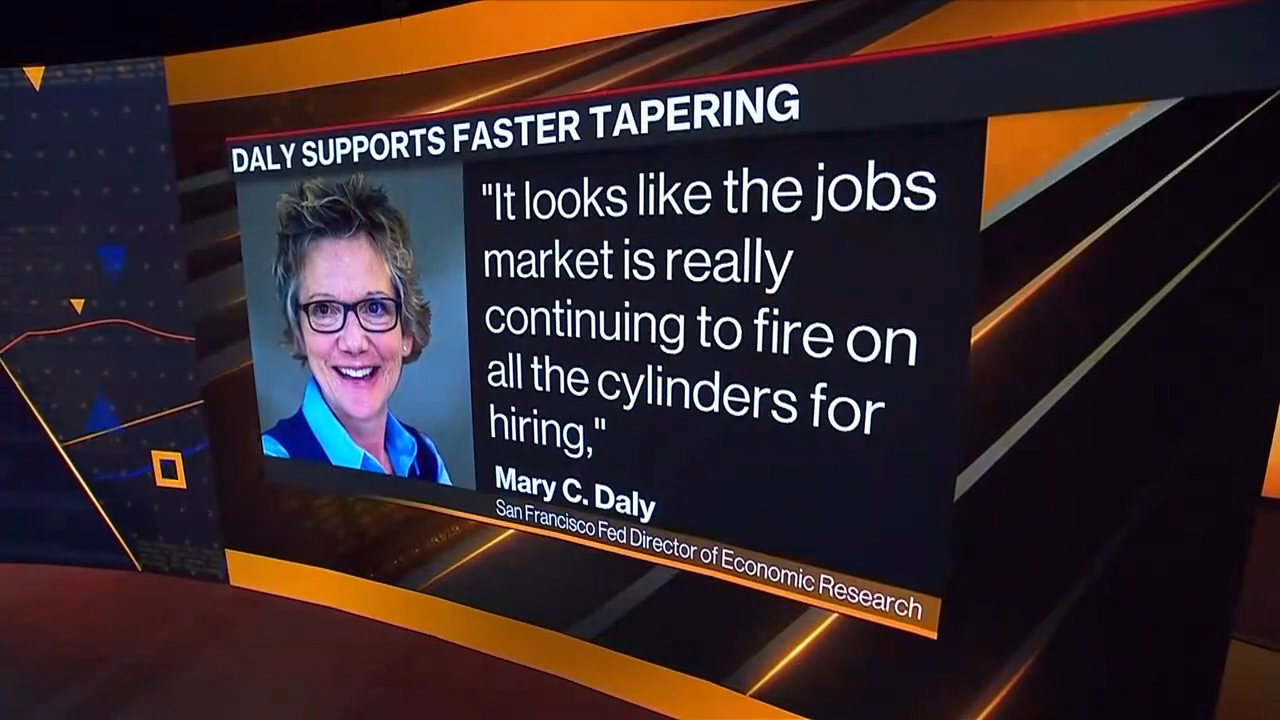 DALY SUPPORTS FASTER TAPERING
"It looks like the jobs
market is really
continuing to fire on
all the cylinders for
hiring,"
Mary C. Daly
San Francisco Fed Director of Economic Research